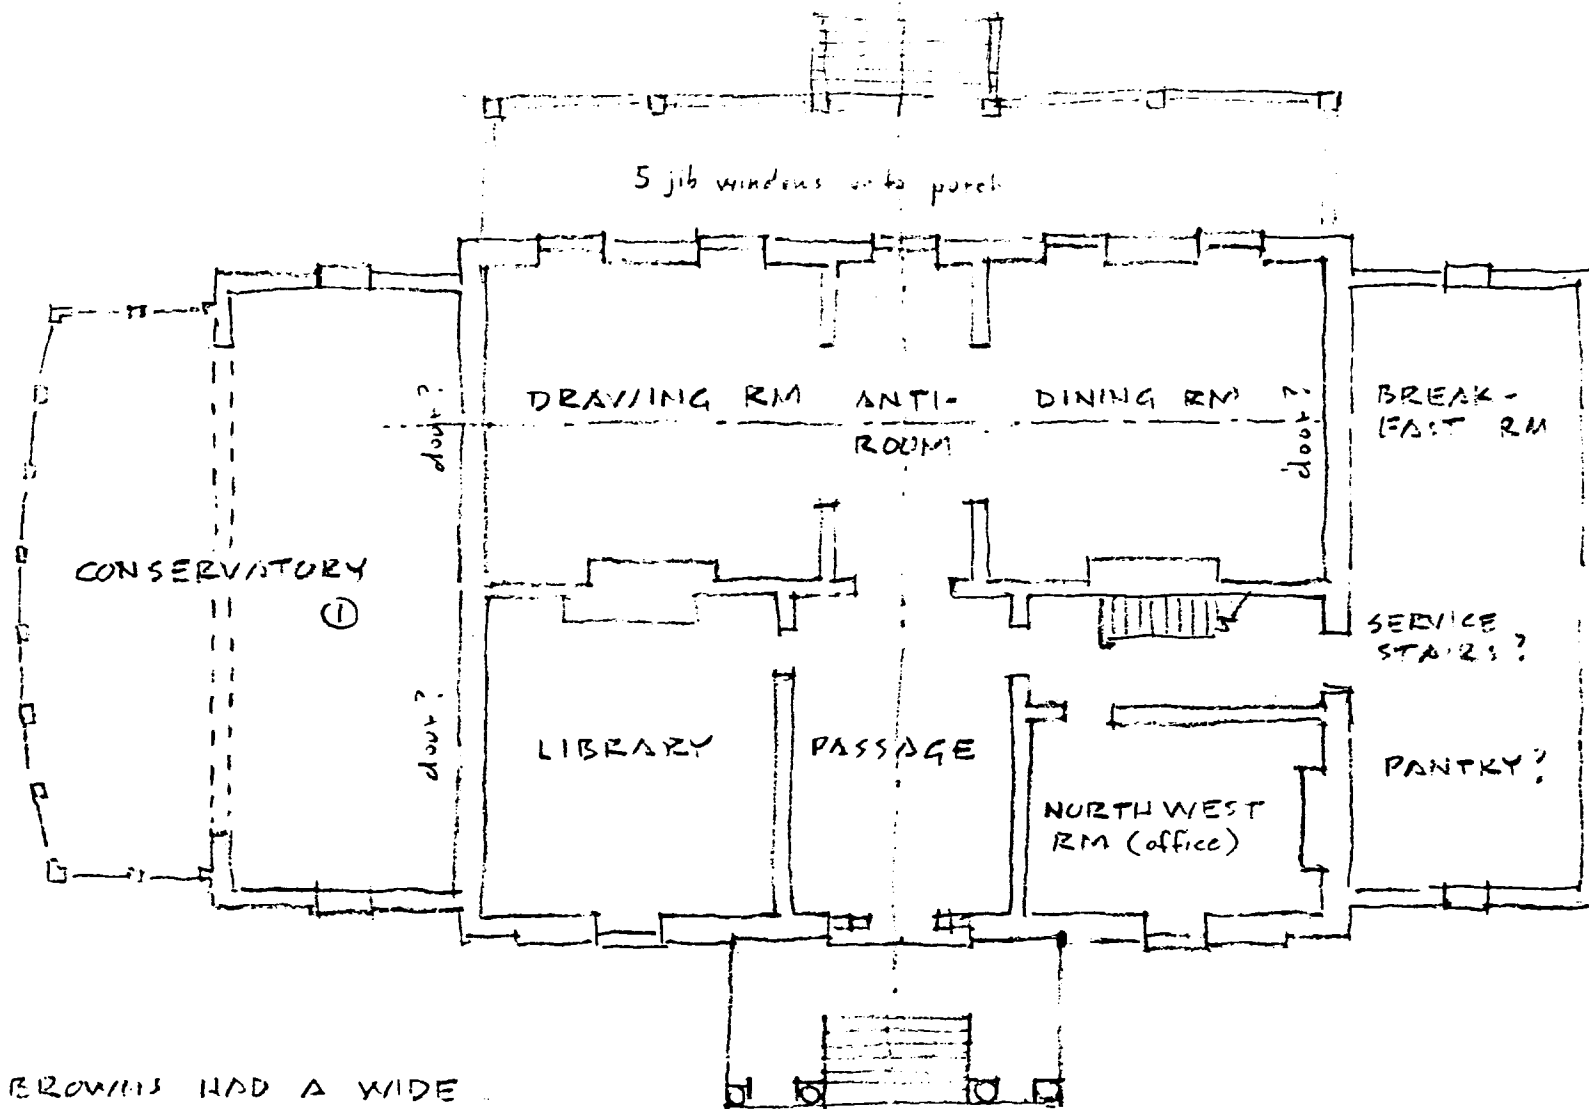 5 jib windows onto porch
DRAWING RM
ANTI-
ROOM
DINING RM
BREAK-
FAST RM
door?
door?
CONSERVATORY
①
SERVICE
STAIRS?
door?
LIBRARY
PASSAGE
PANTRY?
NORTHWEST
RM (office)
BROWNS HAD A WIDE